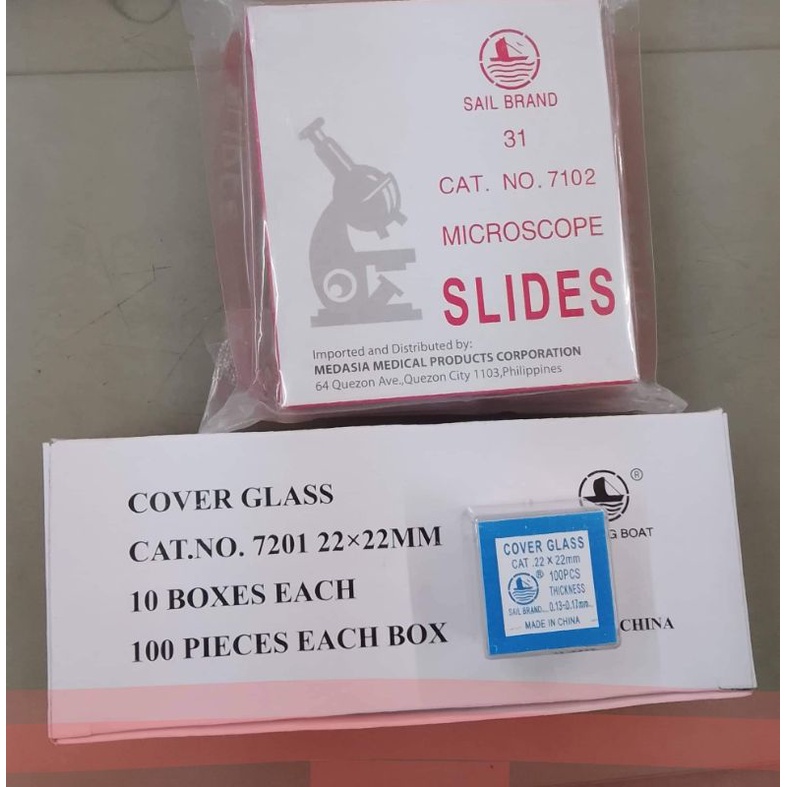 SAIL BRAND
31
CAT. NO. 7102
MICROSCOPE
SLIDES
Imported and Distributed by:
MEDASIA MEDICAL PRODUCTS CORPORATION
64 Quezon Ave.,Quezon City 1103,Philippines
COVER GLASS
CAT.NO. 7201 22×22MM
10 BOXES EACH
100 PIECES EACH BOX
®
G BOAT
CHINA
COVER GLASS
CAT .22 X 22mm
® 100PCS
THICKNESS
SAIL BRAND 0.13-0.17mm
MADE IN CHINA